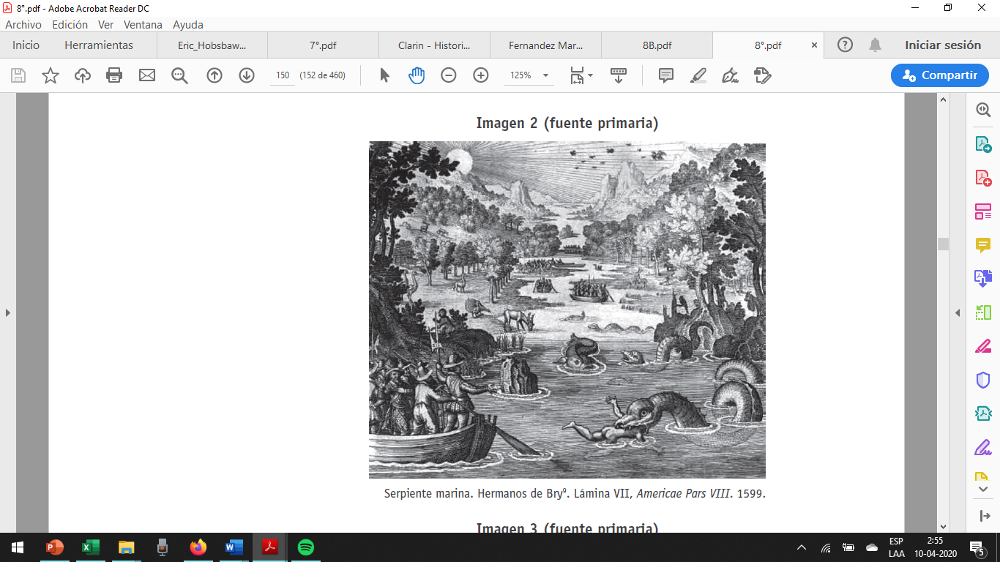 8°.pdf - Adobe Acrobat Reader DC
Archivo Edición Ver Ventana Ayuda
Inicio Herramientas Eric_Hobsbaw... 7°.pdf Clarin - Histori... Fernandez Mar... 8B.pdf 8°.pdf Iniciar sesión
150 (152 de 460) 125% Compartir
Imagen 2 (fuente primaria)
Serpiente marina. Hermanos de Bry⁹. Lámina VII, Americae Pars VIII. 1599.
Imagen 3 (fuente primaria)
ESP 2:55
LAA 10-04-2020 5